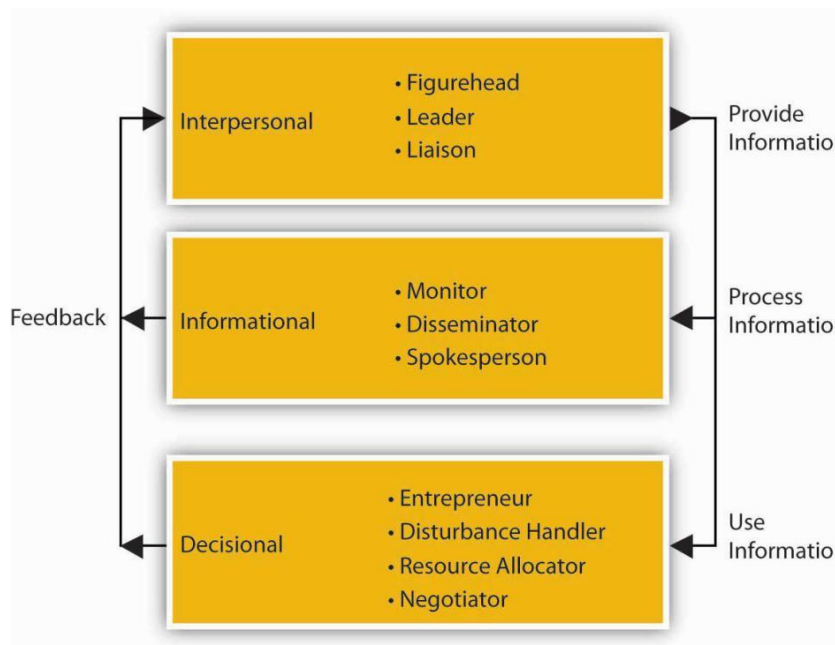 Interpersonal
• Figurehead
• Leader
• Liaison
Provide
Informatio
Feedback
Informational
• Monitor
• Disseminator
• Spokesperson
Process
Informatio
Decisional
• Entrepreneur
• Disturbance Handler
• Resource Allocator
• Negotiator
Use
Informatio